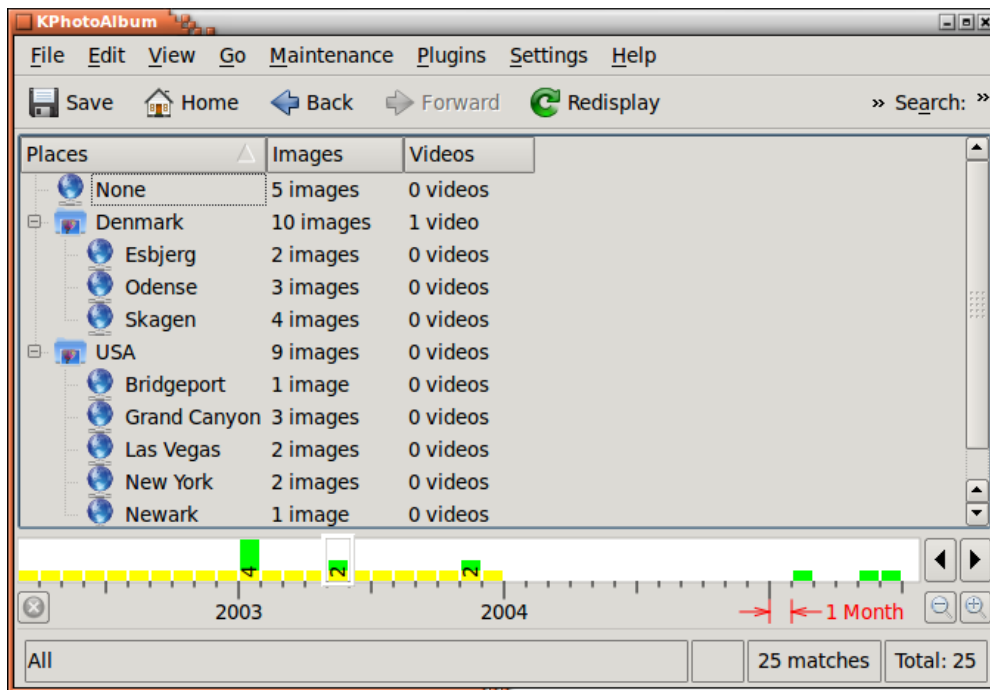 KPhotoAlbum
File Edit View Go Maintenance Plugins Settings Help
Save Home Back Forward Redisplay » Search: »
Places Images Videos
None 5 images 0 videos
Denmark 10 images 1 video
Esbjerg 2 images 0 videos
Odense 3 images 0 videos
Skagen 4 images 0 videos
USA 9 images 0 videos
Bridgeport 1 image 0 videos
Grand Canyon 3 images 0 videos
Las Vegas 2 images 0 videos
New York 2 images 0 videos
Newark 1 image 0 videos
4 2 2
2003 2004 1 Month
All 25 matches Total: 25